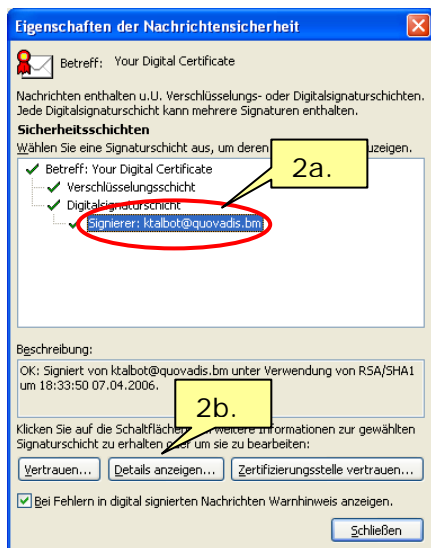 Eigenschaften der Nachrichtensicherheit
Betreff: Your Digital Certificate
Nachrichten enthalten u.U. Verschlüsselungs- oder Digitalsignaturschichten.
Jede Digitalsignaturschicht kann mehrere Signaturen enthalten.
Sicherheitsschichten
Wählen Sie eine Signaturschicht aus, um deren uzeigen.
2a.
Betreff: Your Digital Certificate
Verschlüsselungsschicht
Digitalsignaturschicht
Signierer: ktalbot@quovadis.bm
Beschreibung:
OK: Signiert von ktalbot@quovadis.bm unter Verwendung von RSA/SHA1
um 18:33:50 07.04.2006.
2b.
Klicken Sie auf die Schaltfläche weitere Informationen zur gewählten
Signaturschicht zu erhalten oder um sie zu bearbeiten:
Vertrauen... Details anzeigen... Zertifizierungsstelle vertrauen...
Bei Fehlern in digital signierten Nachrichten Warnhinweis anzeigen.
Schließen